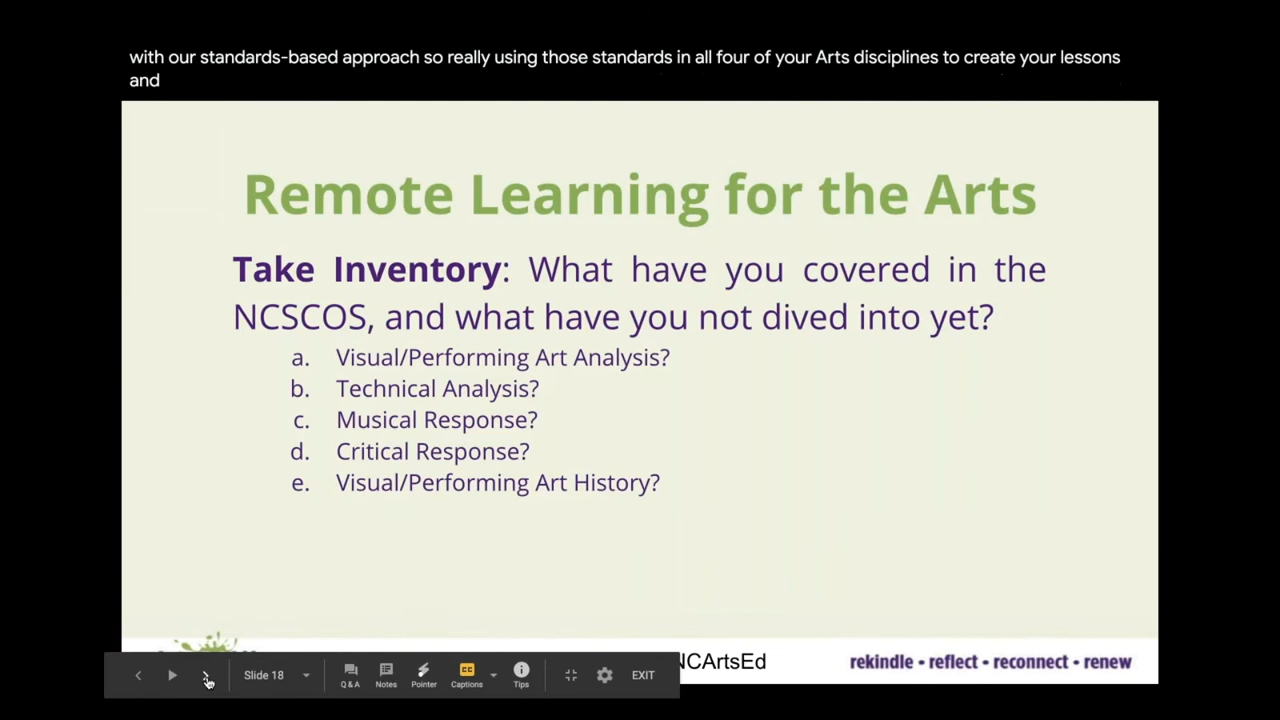 with our standards-based approach so really using those standards in all four of your Arts disciplines to create your lessons
and
Remote Learning for the Arts
Take Inventory: What have you covered in the
NCSCOS, and what have you not dived into yet?
a. Visual/Performing Art Analysis?
b. Technical Analysis?
c. Musical Response?
d. Critical Response?
e. Visual/Performing Art History?
NCArtsEd
rekindle • reflect • reconnect • renew
Slide 18
Q & A Notes Pointer CC Captions Tips EXIT